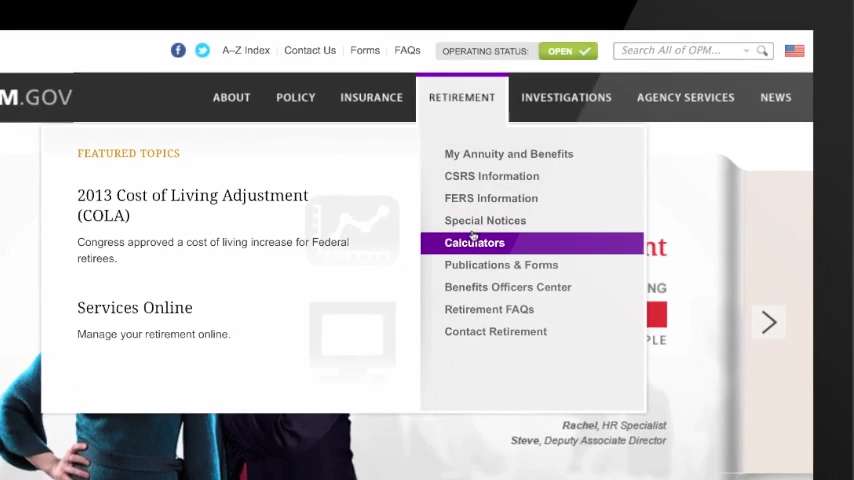 A–Z Index | Contact Us | Forms | FAQs OPERATING STATUS: OPEN Search All of OPM...
M.GOV ABOUT POLICY INSURANCE RETIREMENT INVESTIGATIONS AGENCY SERVICES NEWS
FEATURED TOPICS
2013 Cost of Living Adjustment
(COLA)
Congress approved a cost of living increase for Federal
retirees.
Services Online
Manage your retirement online.
My Annuity and Benefits
CSRS Information
FERS Information
Special Notices
Calculators
Publications & Forms
Benefits Officers Center
Retirement FAQs
Contact Retirement
nt
NG
PLE
Rachel, HR Specialist
Steve, Deputy Associate Director